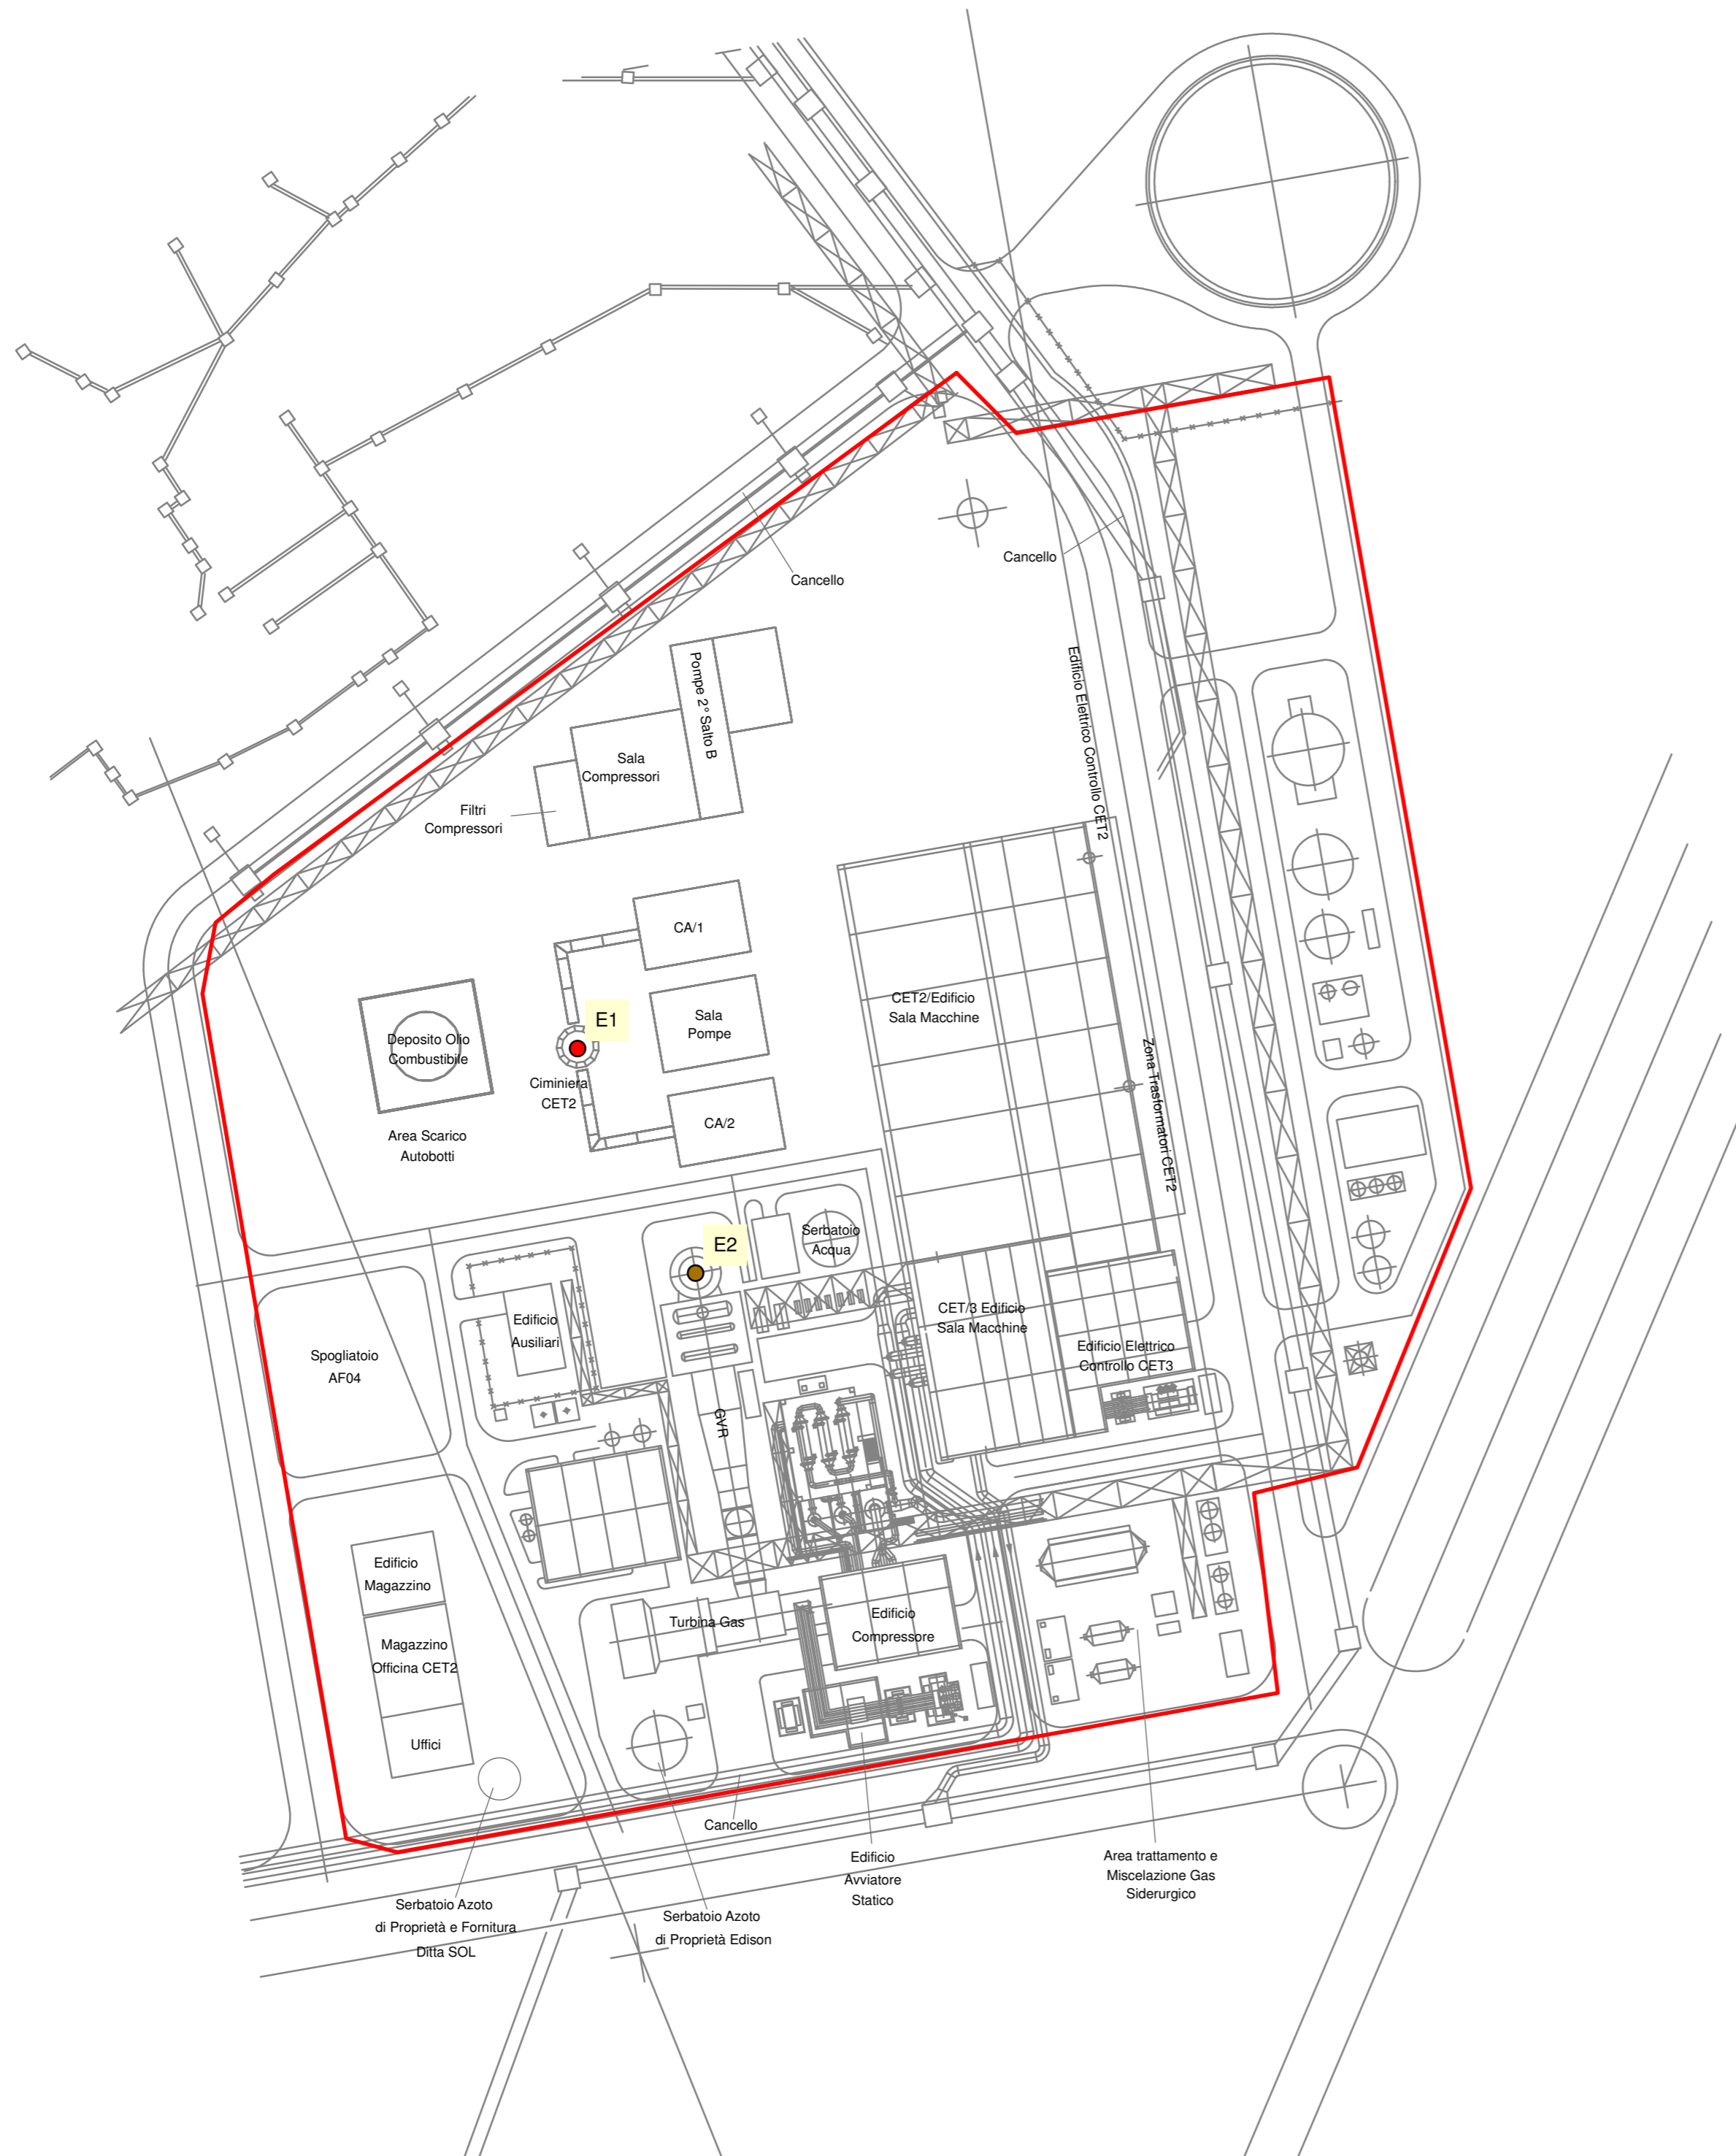 Cancello
Cancello
Edificio Elettrico Controllo CET2
Pompe 2° Salto B
Sala
Compressori
Filtri
Compressori
CA/1
CET2/Edificio
Sala Macchine
E1
Sala
Pompe
Deposito Olio
Combustibile
Ciminiera
CET2
Zona Trasformatori CET2
CA/2
Area Scarico
Autobotti
Serbatoio
Acqua
E2
CET/3 Edificio
Sala Macchine
Edificio
Ausiliari
Edificio Elettrico
Controllo CET3
Spogliatoio
AF04
GVR
Edificio
Magazzino
Turbina Gas
Edificio
Compressore
Magazzino
Officina CET2
Uffici
Cancello
Edificio
Avviatore
Statico
Area trattamento e
Miscelazione Gas
Siderurgico
Serbatoio Azoto
di Proprietà e Fornitura
Ditta SOL
Serbatoio Azoto
di Proprietà Edison